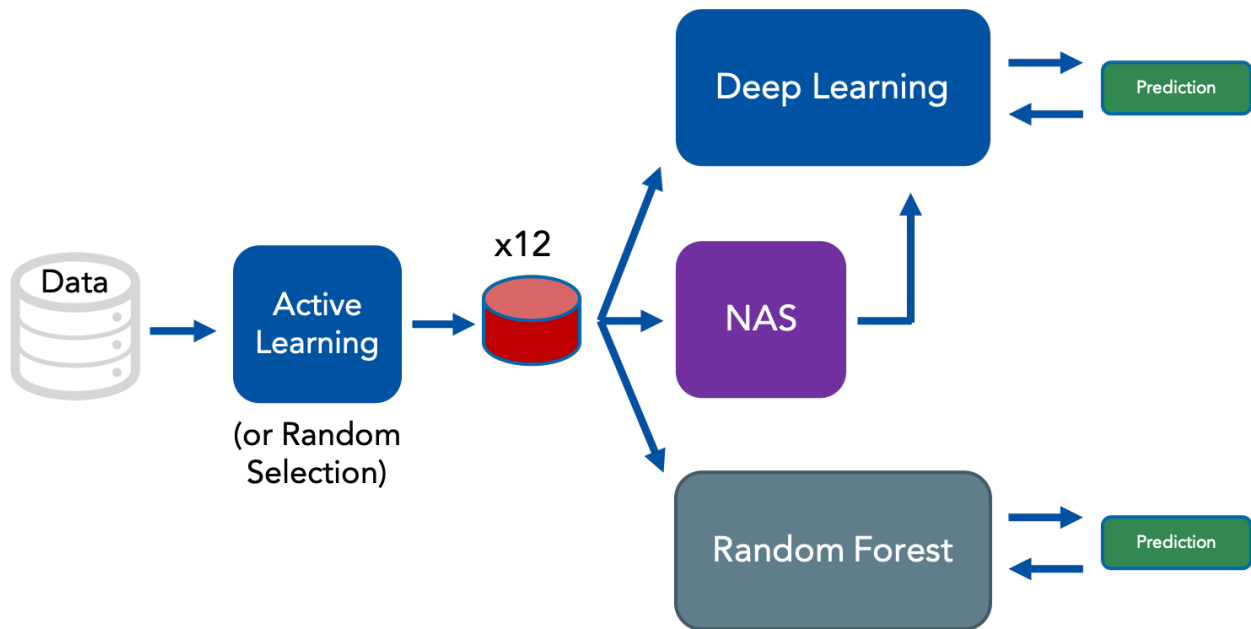 Data
Active
Learning
(or Random
Selection)
x12
Deep Learning
Prediction
NAS
Random Forest
Prediction